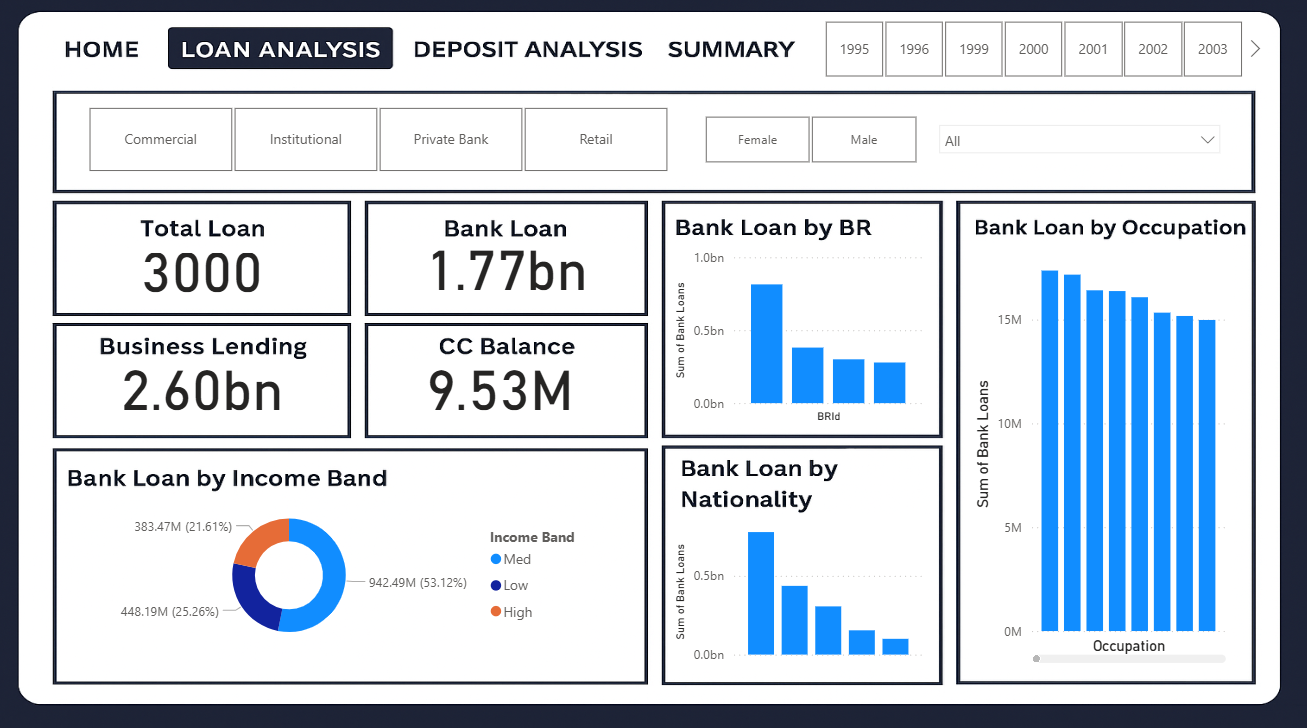 HOME
LOAN ANALYSIS
DEPOSIT ANALYSIS
SUMMARY
1995
1996
1999
2000
2001
2002
2003
Commercial
Institutional
Private Bank
Retail
Female
Male
All
Total Loan
3000
Bank Loan
1.77bn
Business Lending
2.60bn
CC Balance
9.53M
Bank Loan by BR
Sum of Bank Loans
1.0bn
0.5bn
0.0bn
BRId
Bank Loan by Occupation
Sum of Bank Loans
15M
10M
5M
0M
Occupation
Bank Loan by Income Band
383.47M (21.61%)
448.19M (25.26%)
942.49M (53.12%)
Income Band
Med
Low
High
Bank Loan by
Nationality
Sum of Bank Loans
0.5bn
0.0bn